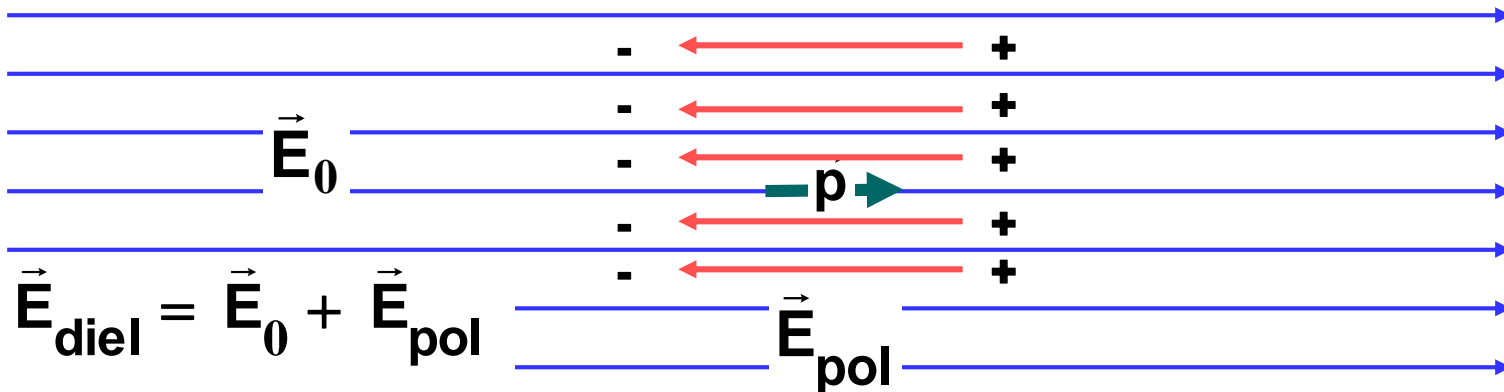 - +
- +
E⃗₀
- +
p⃗
- +
- +
E⃗diel = E⃗₀ + E⃗pol
E⃗pol